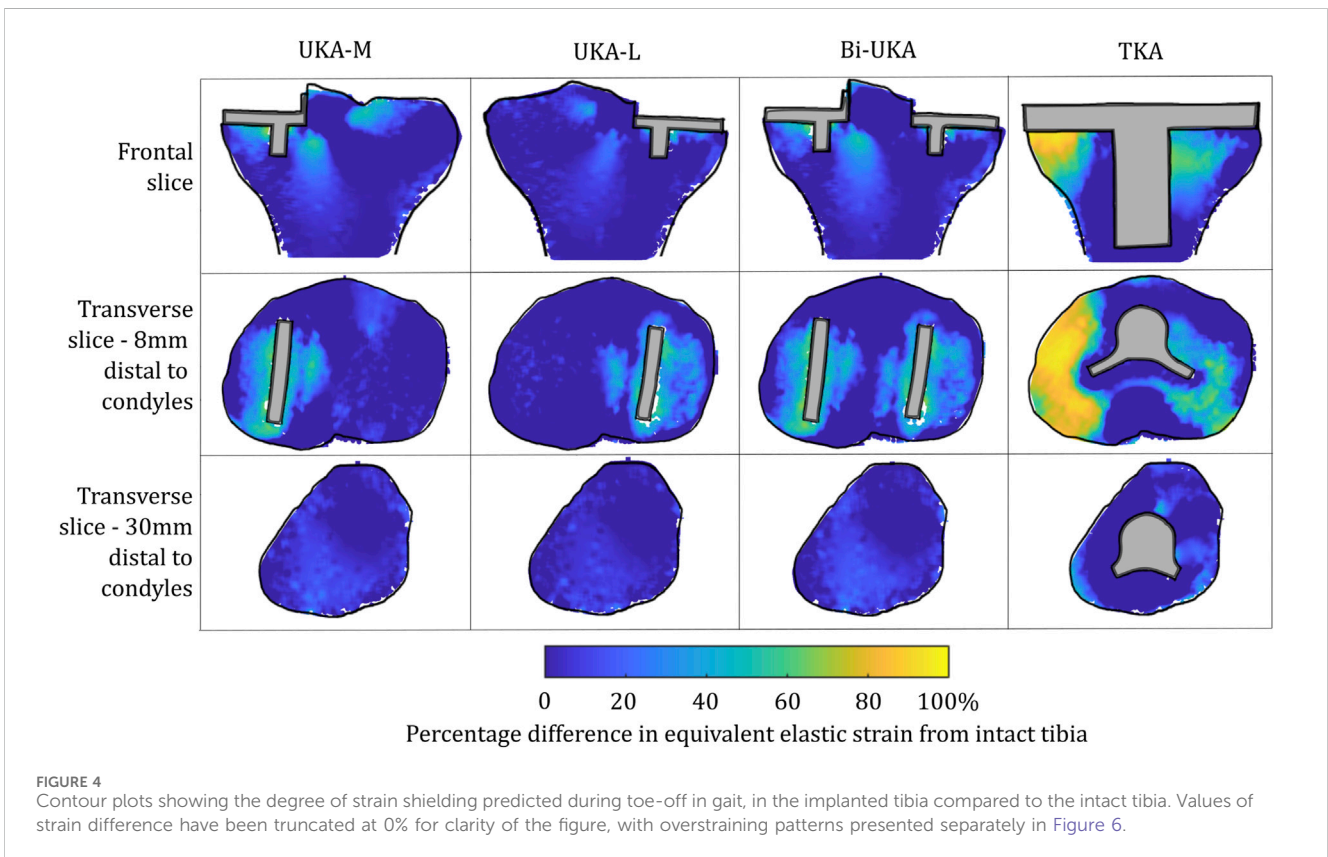 UKA-M UKA-L Bi-UKA TKA
Frontal
slice
Transverse
slice - 8mm
distal to
condyles
Transverse
slice - 30mm
distal to
condyles
0 20 40 60 80 100%
Percentage difference in equivalent elastic strain from intact tibia
FIGURE 4
Contour plots showing the degree of strain shielding predicted during toe-off in gait, in the implanted tibia compared to the intact tibia. Values of
strain difference have been truncated at 0% for clarity of the figure, with overstraining patterns presented separately in Figure 6.